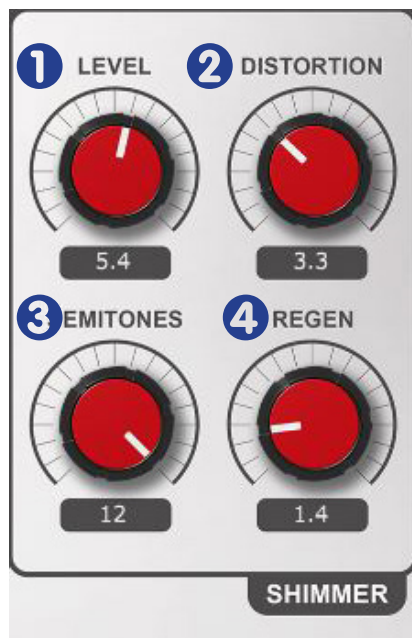 1 LEVEL 2 DISTORTION
5.4 3.3
3 EMITONES 4 REGEN
12 1.4
SHIMMER